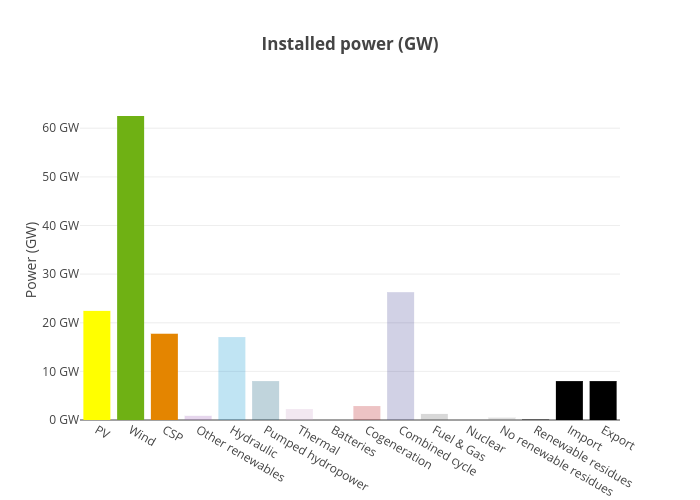 Installed power (GW)
60 GW
50 GW
40 GW
30 GW
20 GW
10 GW
0 GW
Power (GW)
PV
Wind
CSP
Other renewables
Hydraulic
Pumped hydropower
Thermal
Batteries
Cogeneration
Combined cycle
Fuel & Gas
Nuclear
No renewable residues
Renewable residues
Import
Export